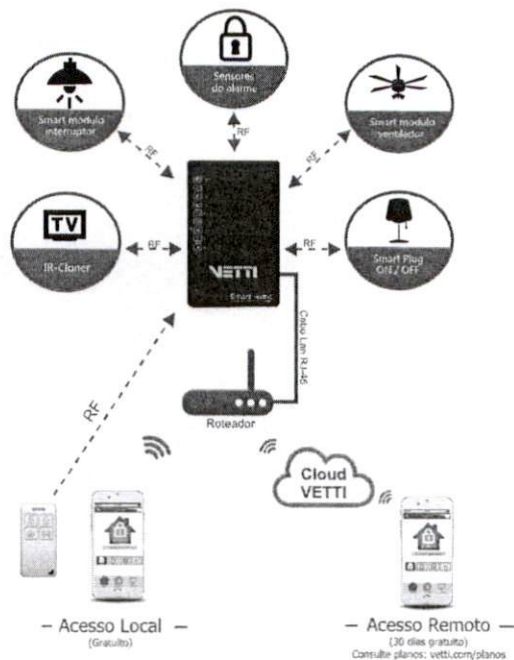 Sensores
do alarme
Smart modulo
interruptor
Smart modulo
ventilador
RF
RF
RF
TV
IR-Cloner
RF
RF
Smart Plug
ON / OFF
VETTI
Cabo Lan RJ-45
RF
Roteador
Cloud
VETTI
— Acesso Local —
(Gratuito)
— Acesso Remoto —
(30 dias gratuito)
Consulte planos: vetti.com/planos